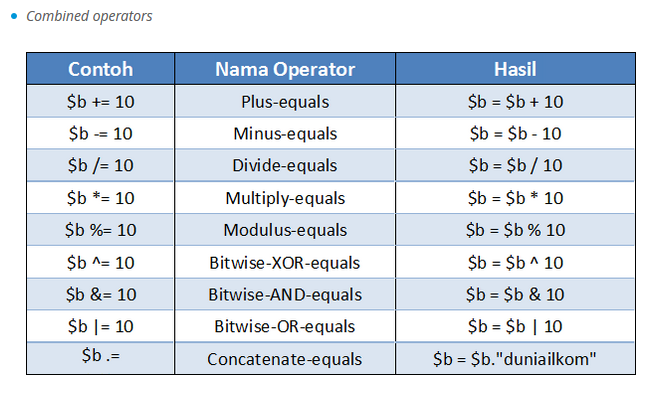 Combined operators
Contoh Nama Operator Hasil
$b += 10 Plus-equals $b = $b + 10
$b -= 10 Minus-equals $b = $b - 10
$b /= 10 Divide-equals $b = $b / 10
$b *= 10 Multiply-equals $b = $b * 10
$b %= 10 Modulus-equals $b = $b % 10
$b ^= 10 Bitwise-XOR-equals $b = $b ^ 10
$b &= 10 Bitwise-AND-equals $b = $b & 10
$b |= 10 Bitwise-OR-equals $b = $b | 10
$b .= Concatenate-equals $b = $b."duniailkom"